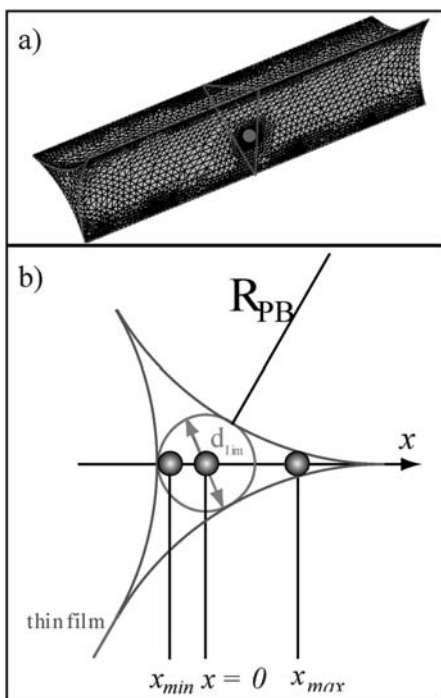 a)
b)
R_PB
x
d_lim
thin film
x_min x = 0 x_max